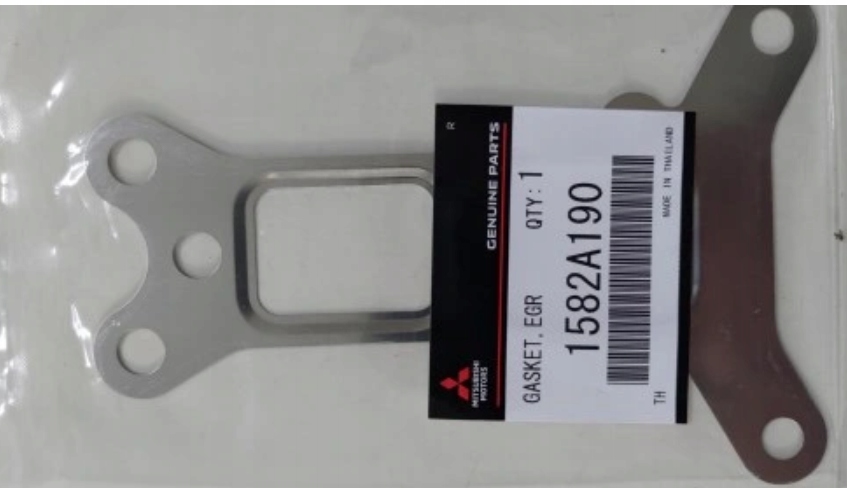 R
GENUINE PARTS
MITSUBISHI
MOTORS
GASKET, EGR QTY: 1
1582A190
TH MADE IN THAILAND